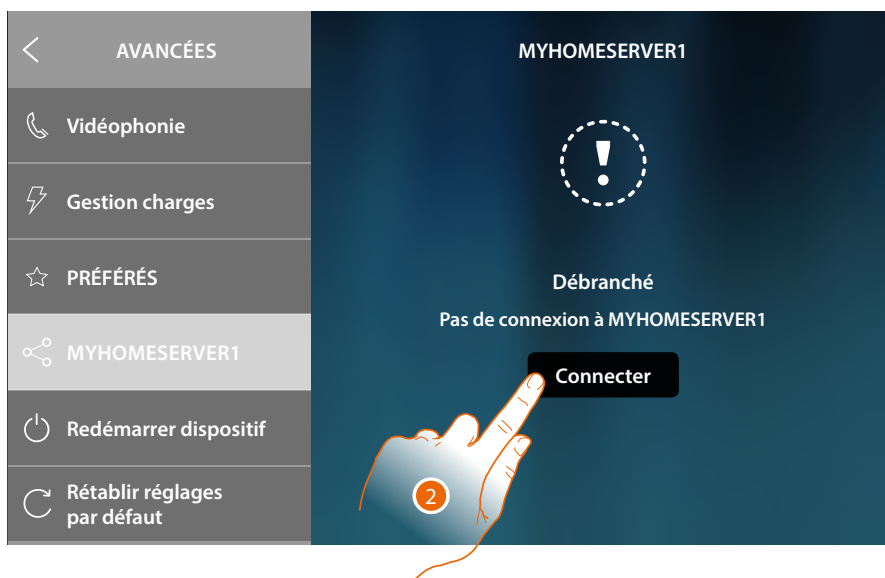 AVANCÉES
Vidéophonie
Gestion charges
PRÉFÉRÉS
MYHOMESERVER1
Redémarrer dispositif
Rétablir réglages
par défaut
MYHOMESERVER1
!
Débranché
Pas de connexion à MYHOMESERVER1
Connecter
2